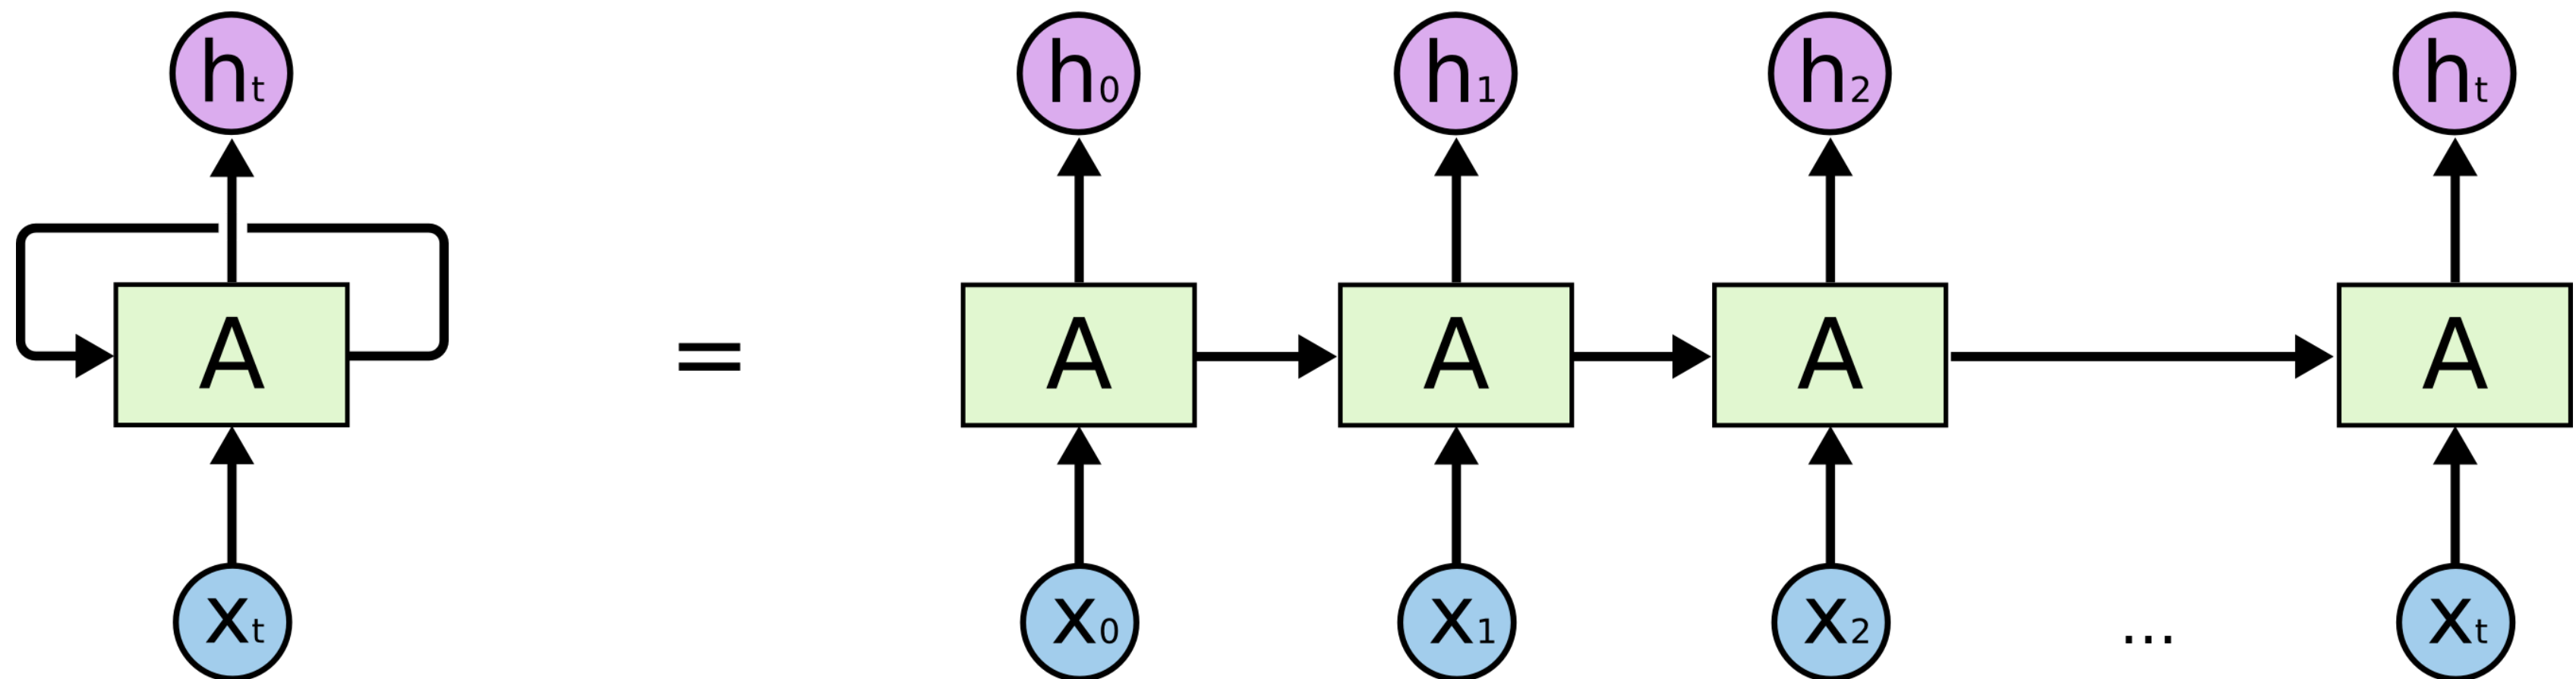 ht h0 h1 h2 ht
A = A A A A
xt x0 x1 x2 ... xt